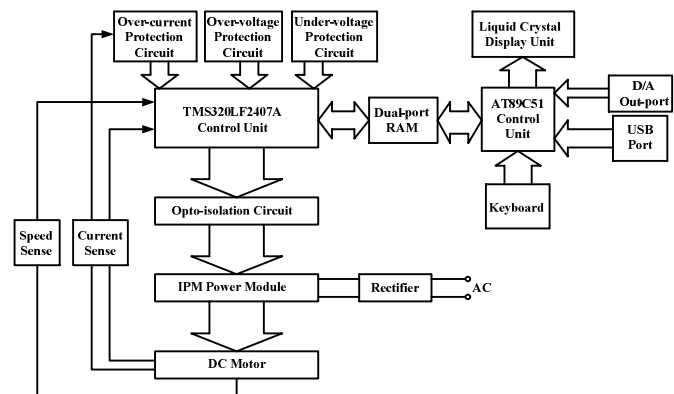 Over-current
Protection
Circuit
Over-voltage
Protection
Circuit
Under-voltage
Protection
Circuit
Liquid Crystal
Display Unit
TMS320LF2407A
Control Unit
Dual-port
RAM
AT89C51
Control
Unit
D/A
Out-port
USB
Port
Keyboard
Opto-isolation Circuit
Speed
Sense
Current
Sense
IPM Power Module
Rectifier
AC
DC Motor